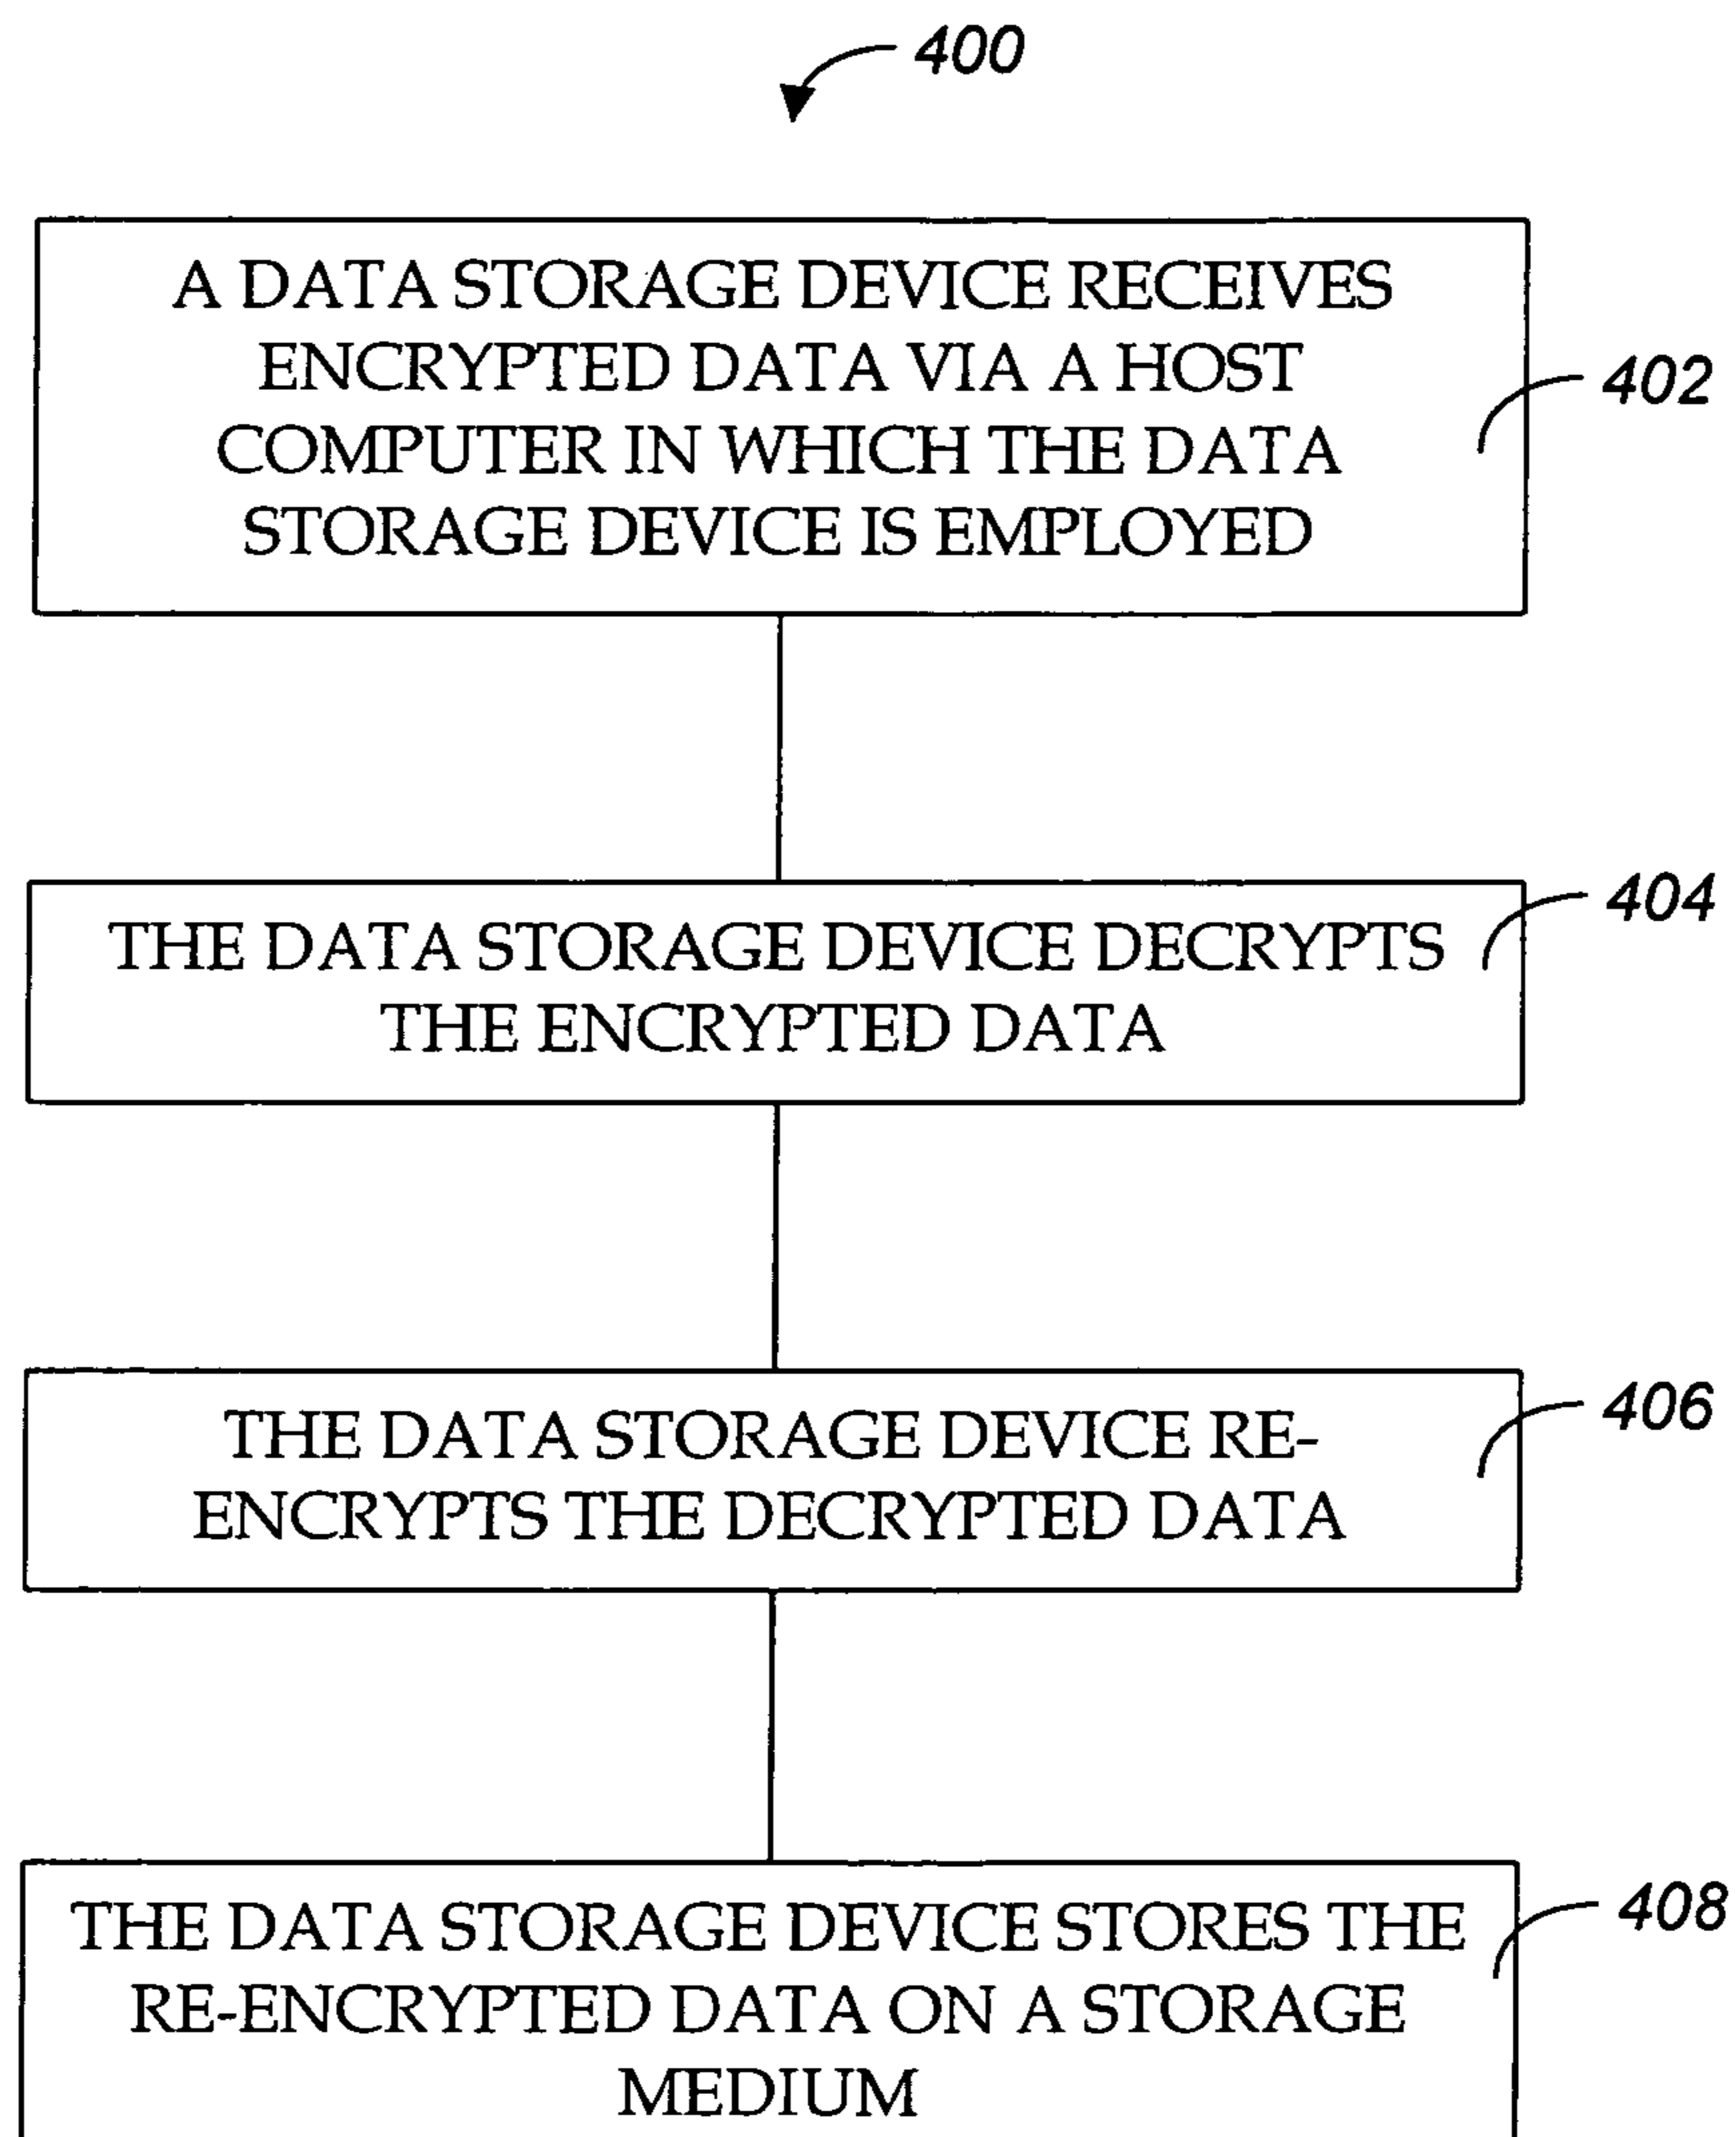 400
A DATA STORAGE DEVICE RECEIVES
ENCRYPTED DATA VIA A HOST
COMPUTER IN WHICH THE DATA
STORAGE DEVICE IS EMPLOYED
402
THE DATA STORAGE DEVICE DECRYPTS
THE ENCRYPTED DATA
404
THE DATA STORAGE DEVICE RE-
ENCRYPTS THE DECRYPTED DATA
406
THE DATA STORAGE DEVICE STORES THE
RE-ENCRYPTED DATA ON A STORAGE
MEDIUM
408